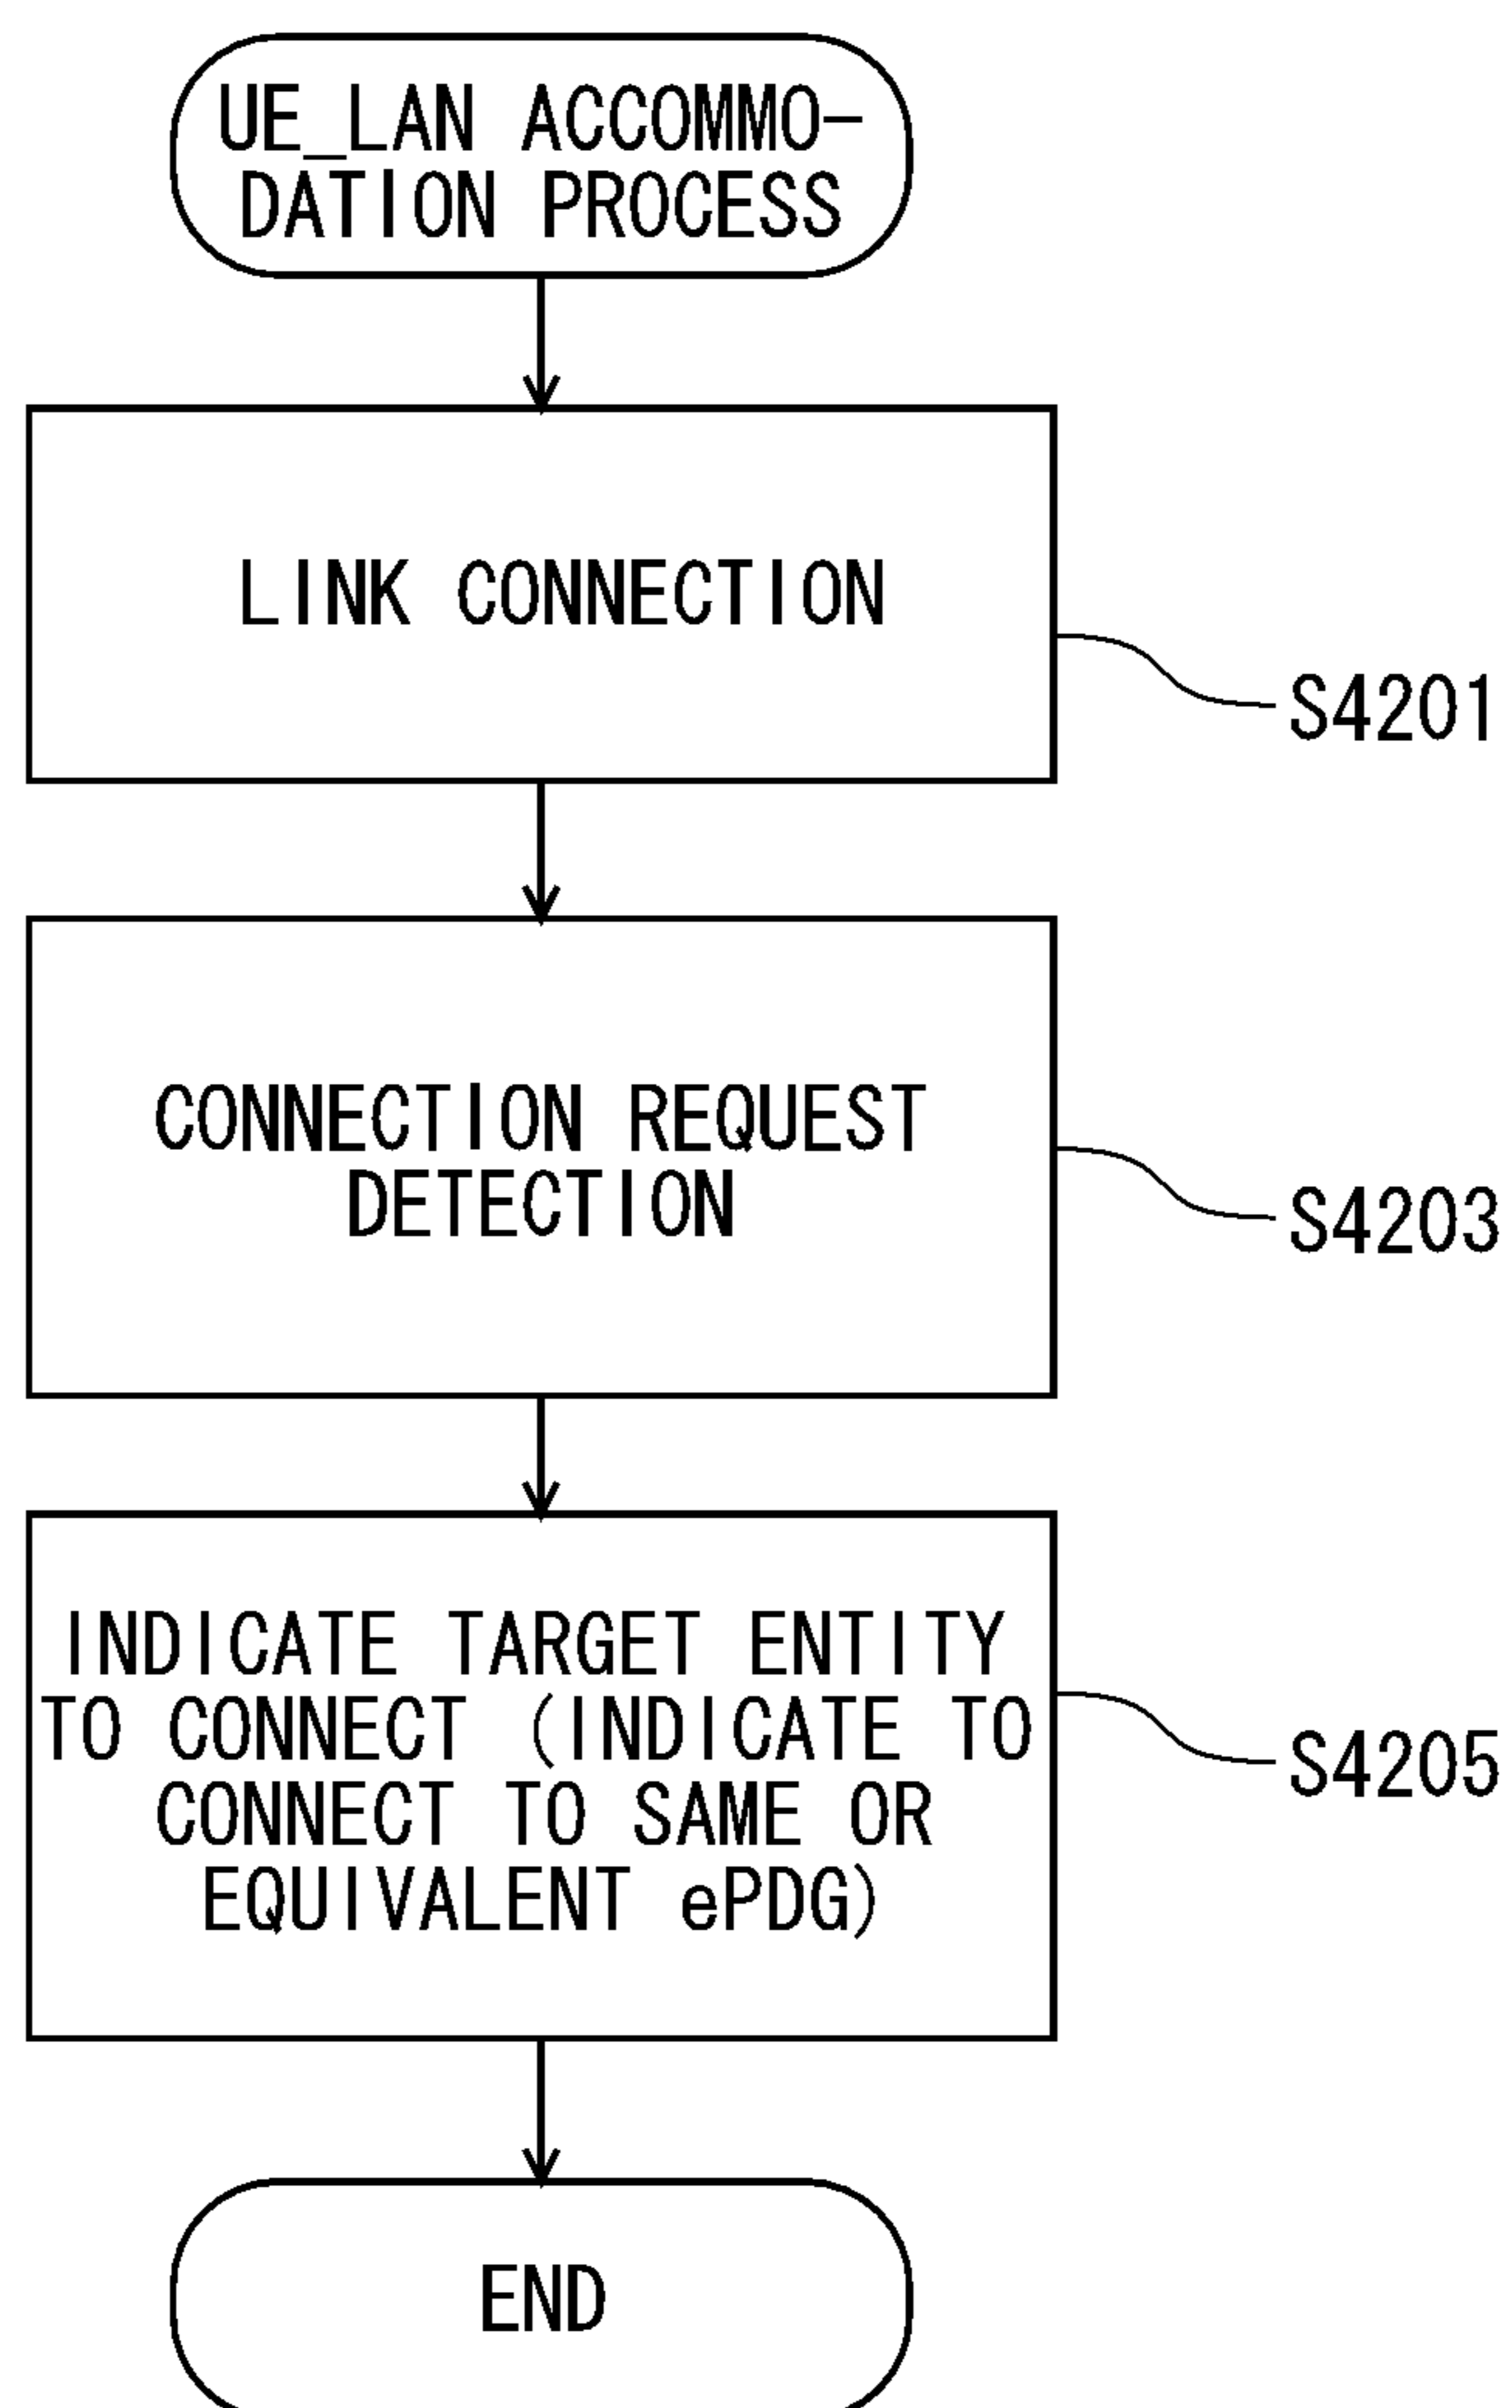 UE_LAN ACCOMMO-
DATION PROCESS
LINK CONNECTION
S4201
CONNECTION REQUEST
DETECTION
S4203
INDICATE TARGET ENTITY
TO CONNECT (INDICATE TO
CONNECT TO SAME OR
EQUIVALENT ePDG)
S4205
END